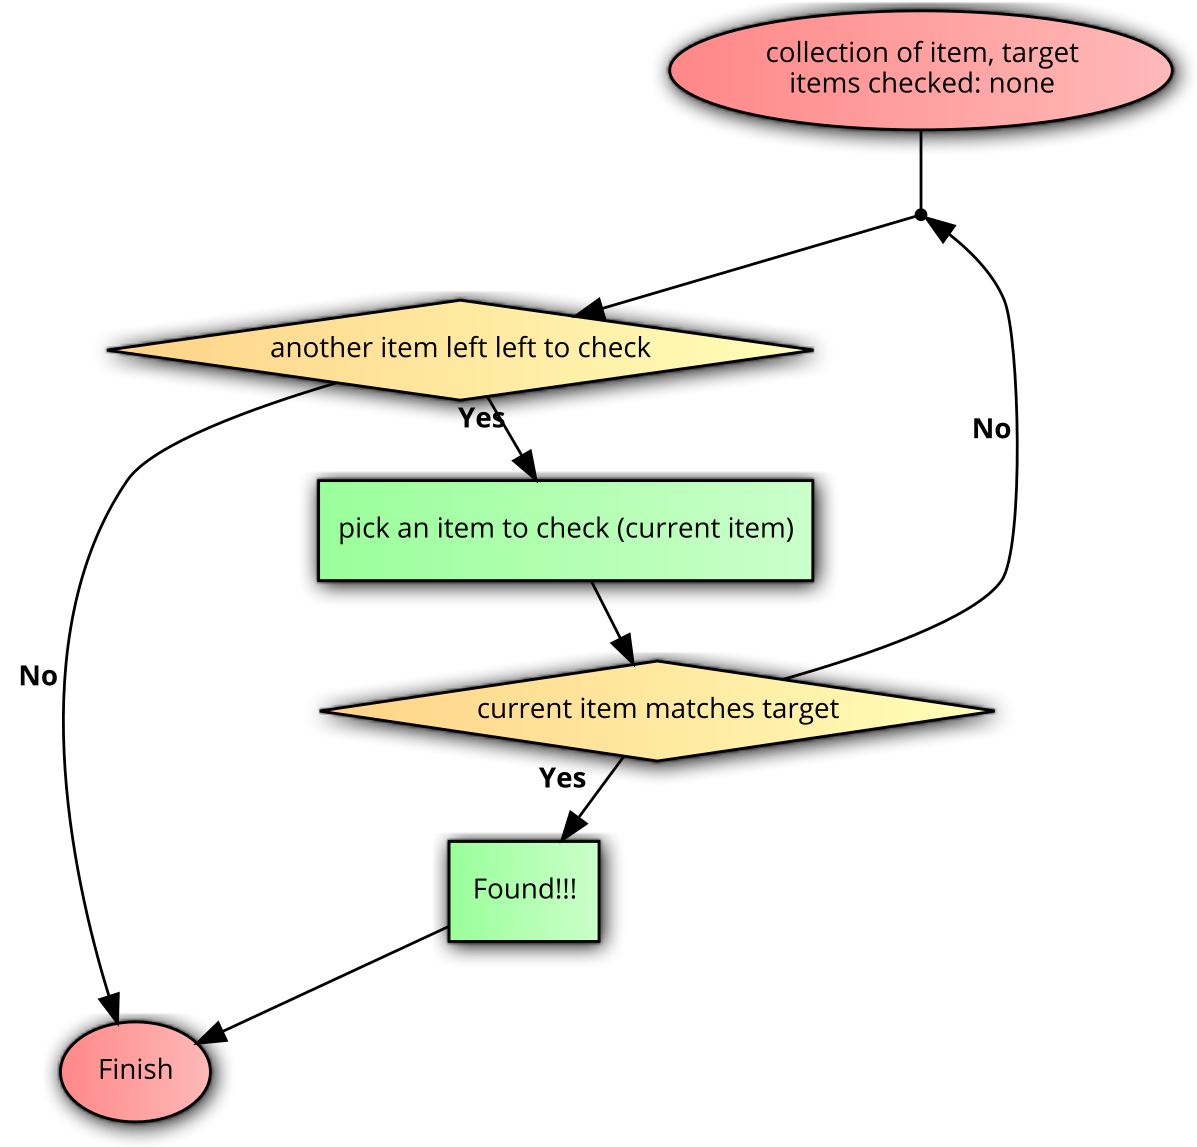 collection of item, target
items checked: none
another item left left to check
Yes
No
pick an item to check (current item)
No
current item matches target
Yes
Found!!!
Finish